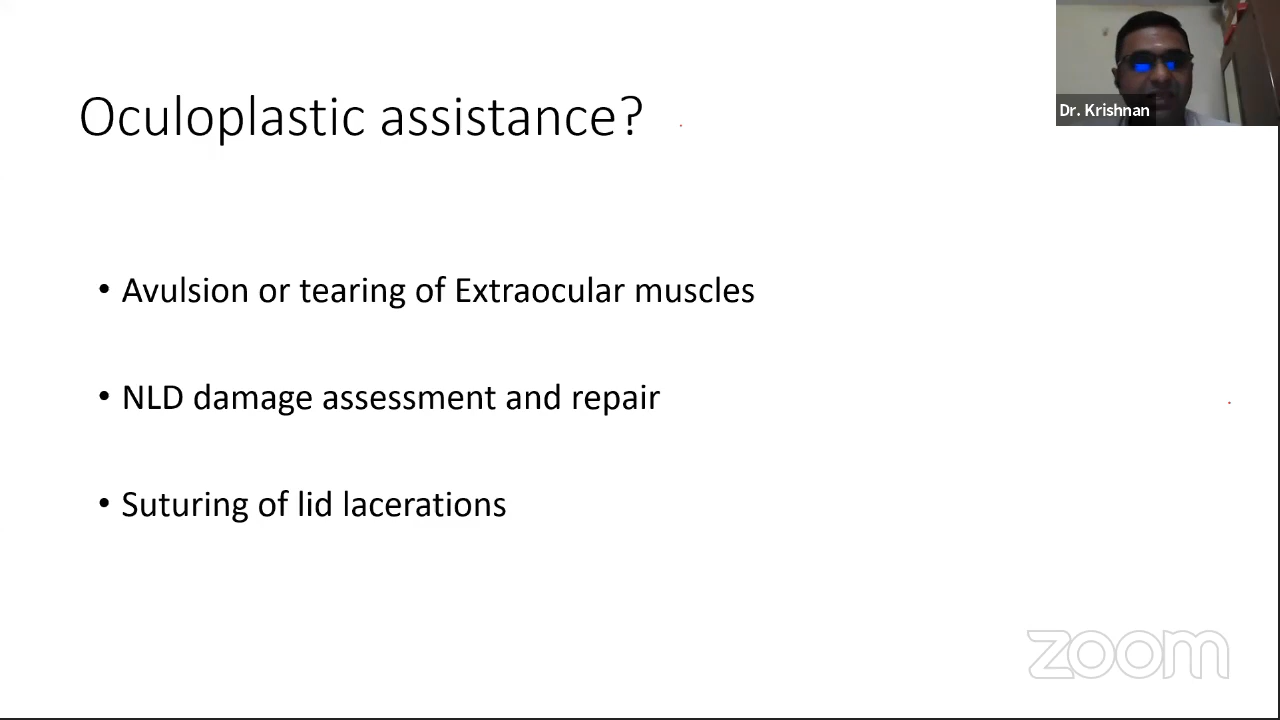 Oculoplastic assistance?
Dr. Krishnan
• Avulsion or tearing of Extraocular muscles
• NLD damage assessment and repair
• Suturing of lid lacerations
zoom